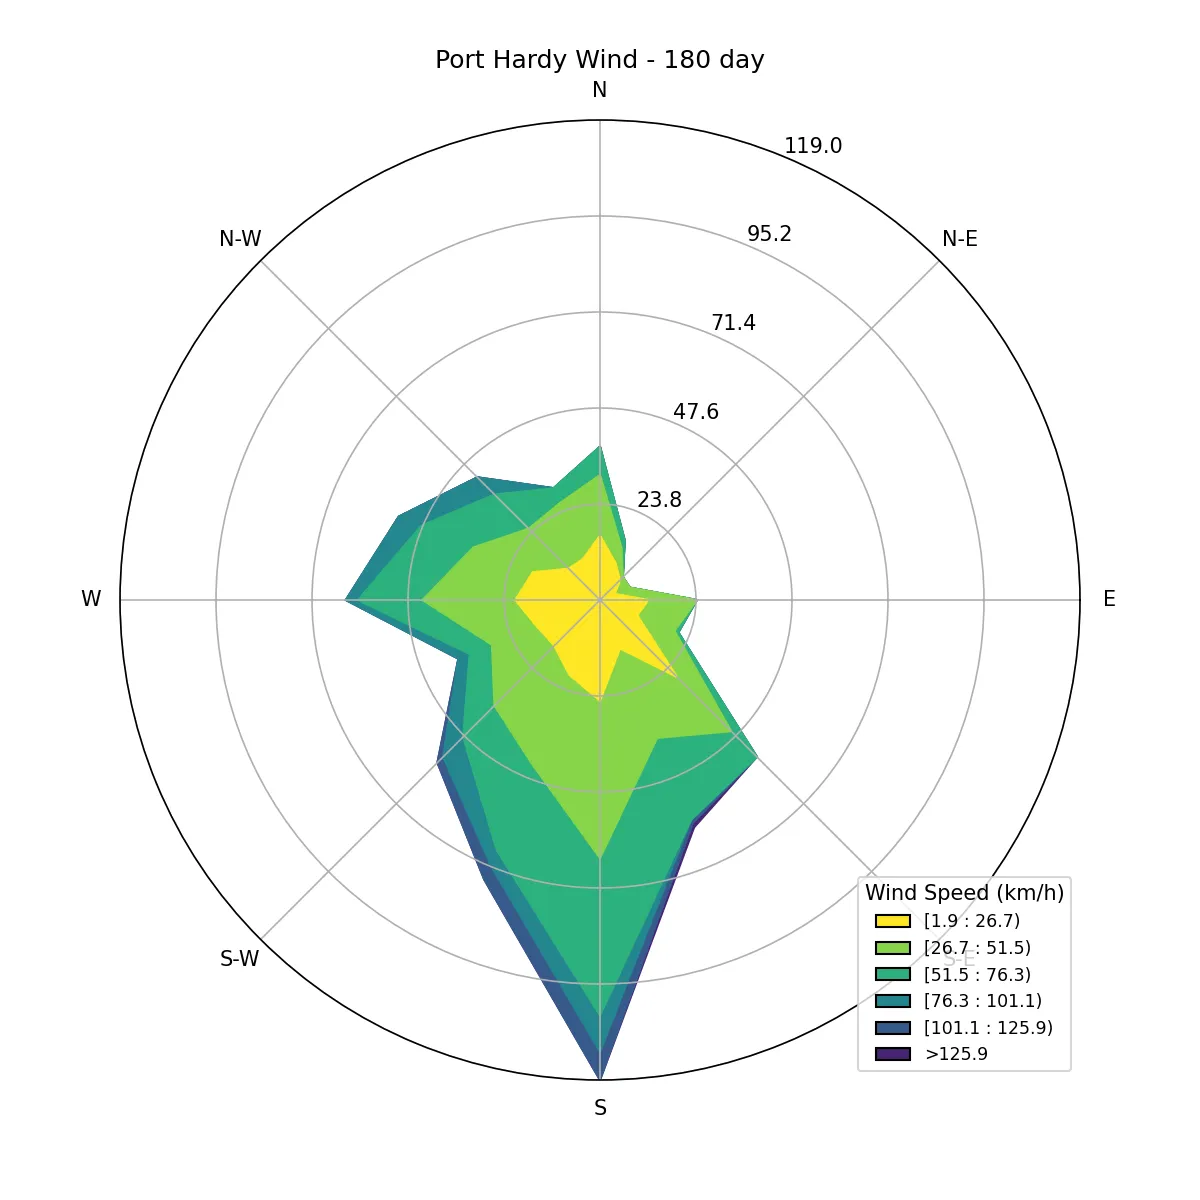 Port Hardy Wind - 180 day
N
119.0
95.2
N-W
N-E
71.4
47.6
23.8
W
E
Wind Speed (km/h)
[1.9 : 26.7)
[26.7 : 51.5)
S-W
S-E
[51.5 : 76.3)
[76.3 : 101.1)
[101.1 : 125.9)
>125.9
S